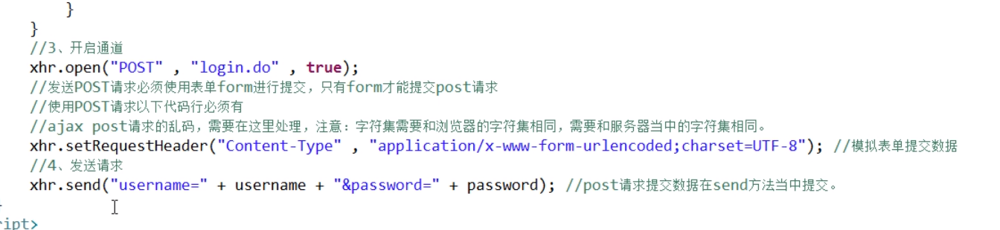 }
}
//3、开启通道
xhr.open("POST" , "login.do" , true);
//发送POST请求必须使用表单form进行提交，只有form才能提交post请求
//使用POST请求以下代码行必须有
//ajax post请求的乱码，需要在这里处理，注意：字符集需要和浏览器的字符集相同，需要和服务器当中的字符集相同。
xhr.setRequestHeader("Content-Type" , "application/x-www-form-urlencoded;charset=UTF-8"); //模拟表单提交数据
//4、发送请求
xhr.send("username=" + username + "&password=" + password); //post请求提交数据在send方法当中提交。
}
ript>